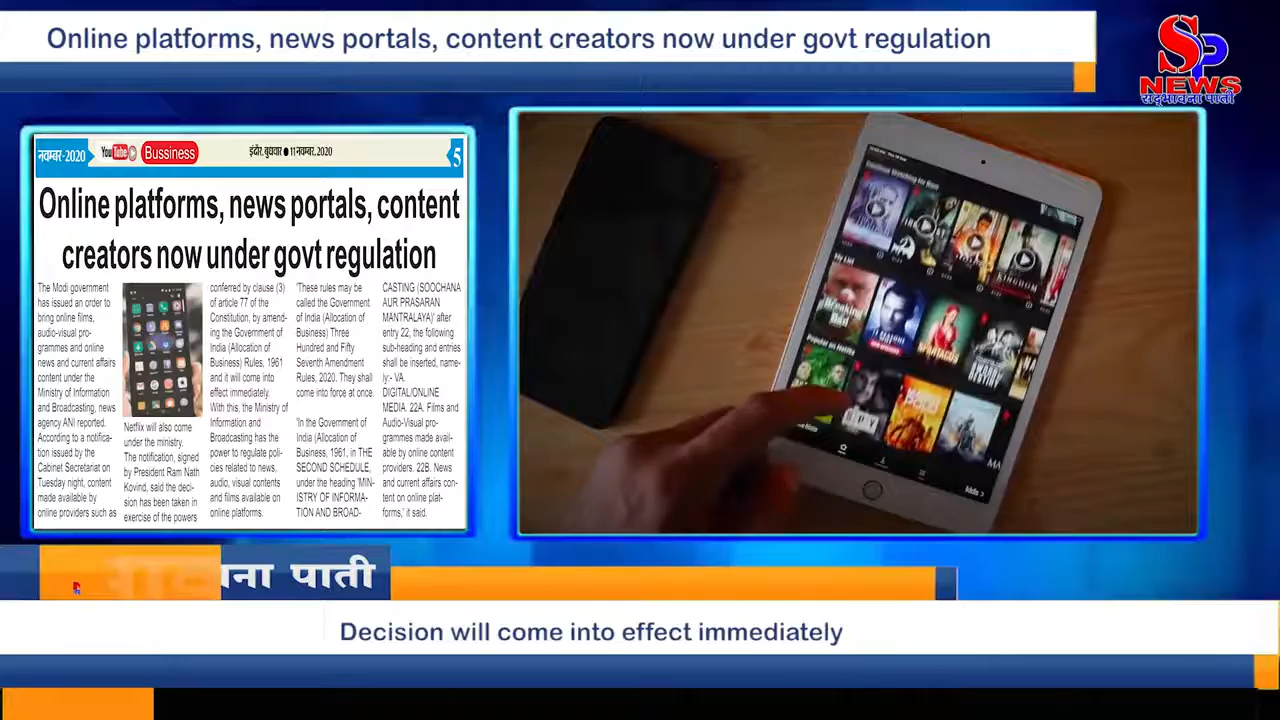 Online platforms, news portals, content creators now under govt regulation
SP
NEWS
सद्भावना पाती
नवम्बर-2020
YouTube
Bussiness
इंदौर, बुधवार ● 11 नवम्बर, 2020
5
Online platforms, news portals, content
creators now under govt regulation
The Modi government
has issued an order to
bring online films,
audio-visual pro-
grammes and online
news and current affairs
content under the
Ministry of Information
and Broadcasting, news
agency ANI reported.
According to a notifica-
tion issued by the
Cabinet Secretariat on
Tuesday night, content
made available by
online providers such as
Netflix will also come
under the ministry.
The notification, signed
by President Ram Nath
Kovind, said the deci-
sion has been taken in
exercise of the powers
conferred by clause (3)
of article 77 of the
Constitution, by amend-
ing the Government of
India (Allocation of
Business) Rules, 1961
and it will come into
effect immediately.
With this, the Ministry of
Information and
Broadcasting has the
power to regulate poli-
cies related to news,
audio, visual contents
and films available on
online platforms.
'These rules may be
called the Government
of India (Allocation of
Business) Three
Hundred and Fifty
Seventh Amendment
Rules, 2020. They shall
come into force at once.
'In the Government of
India (Allocation of
Business, 1961, in THE
SECOND SCHEDULE,
under the heading 'MIN-
ISTRY OF INFORMA-
TION AND BROAD-
CASTING (SOOCHANA
AUR PRASARAN
MANTRALAYA)' after
entry 22, the following
sub-heading and entries
shall be inserted, name-
ly:- VA.
DIGITAL/ONLINE
MEDIA. 22A. Films and
Audio-Visual pro-
grammes made avail-
able by online content
providers. 22B. News
and current affairs con-
tent on online plat-
forms,' it said.
My List
Breaking
Bad
SPARTACUS
KINGDOM
Popular on Netflix
Blood
Kids
ना पाती
Decision will come into effect immediately